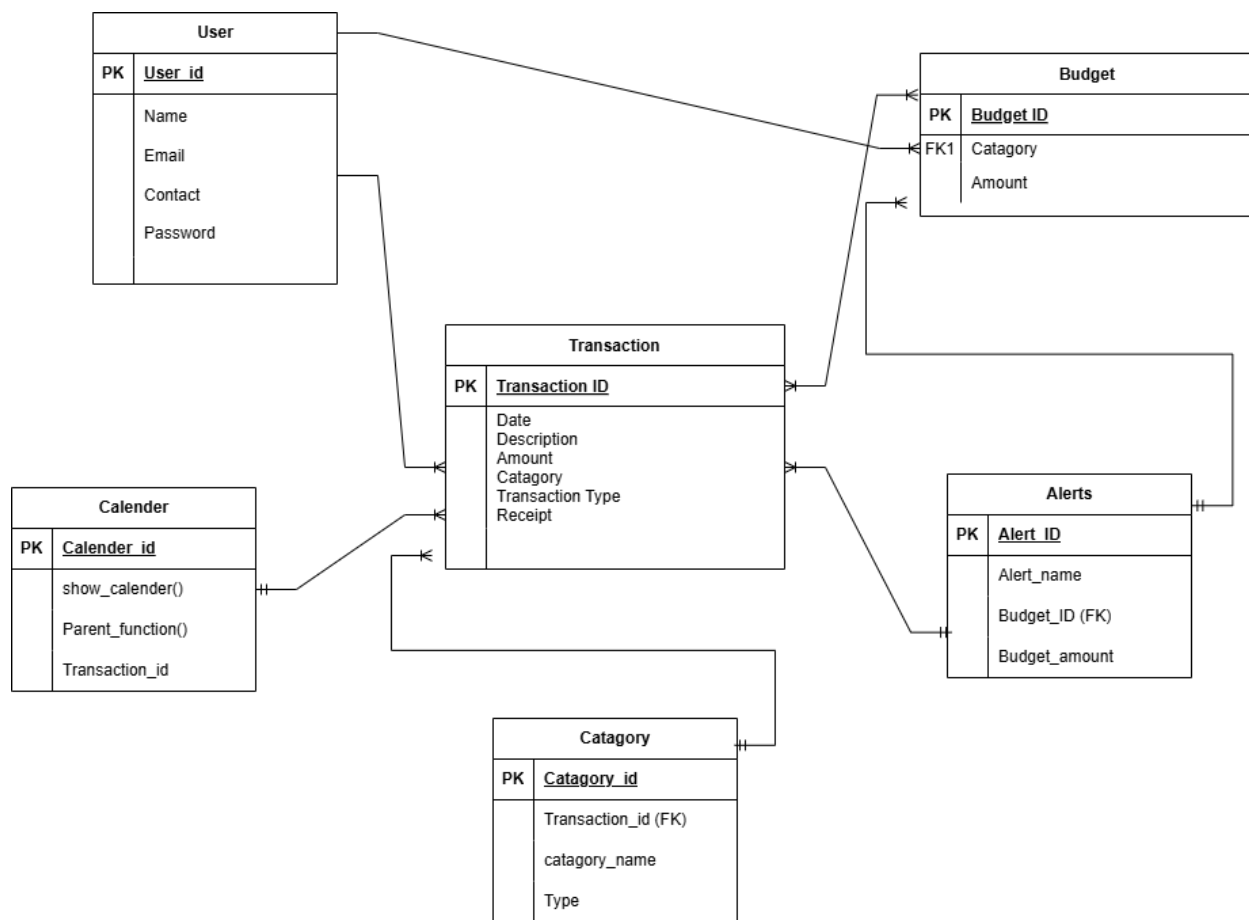 User
PK User_id
Name
Email
Contact
Password
Budget
PK Budget ID
FK1 Catagory
Amount
Transaction
PK Transaction ID
Date
Description
Amount
Catagory
Transaction Type
Receipt
Calender
PK Calender_id
show_calender()
Parent_function()
Transaction_id
Alerts
PK Alert_ID
Alert_name
Budget_ID (FK)
Budget_amount
Catagory
PK Catagory_id
Transaction_id (FK)
catagory_name
Type